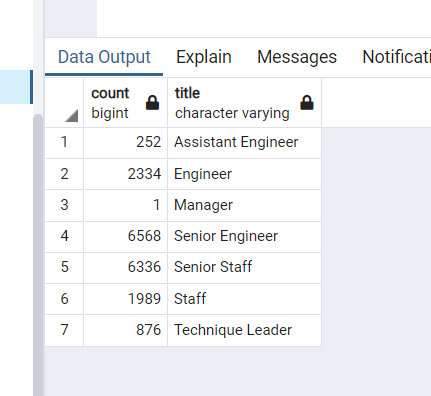 Data Output Explain Messages Notificati
count title
bigint character varying
1 252 Assistant Engineer
2 2334 Engineer
3 1 Manager
4 6568 Senior Engineer
5 6336 Senior Staff
6 1989 Staff
7 876 Technique Leader